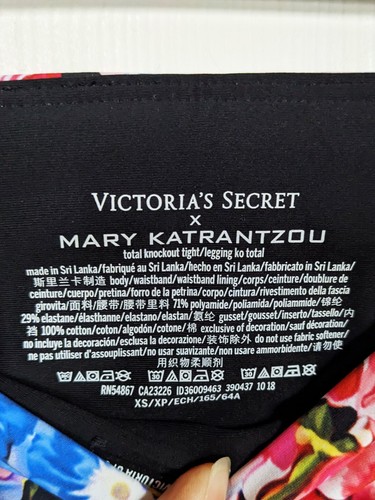 VICTORIA'S SECRET
X
MARY KATRANTZOU
total knockout tight/legging ko total
made in Sri Lanka/fabriqué au Sri Lanka/hecho en Sri Lanka/fabbricato in Sri Lanka/
斯里兰卡制造 body/waistband/waistband lining/corps/ceinture/doublure de
ceinture/cuerpo/pretina/forro de la petrina/corpo/cintura/rivestimento della fascia
girovita/面料/腰带/腰带里料 71% polyamide/poliamida/poliammide/锦纶
29% elastane/élasthanne/elastano/elastan/氨纶 gusset/gousset/inserto/tassello/内
裆 100% cotton/coton/algodón/cotone/棉 exclusive of decoration/sauf décoration/
no incluye la decoración/esclusa la decorazione/装饰除外 do not use fabric softener/
ne pas utiliser d'assouplissant/no usar suavizante/non usare ammorbidente/请勿使
用织物柔顺剂
RN54867 CA23226 ID36009463 390437 10 18
XS/XP/ECH/165/64A